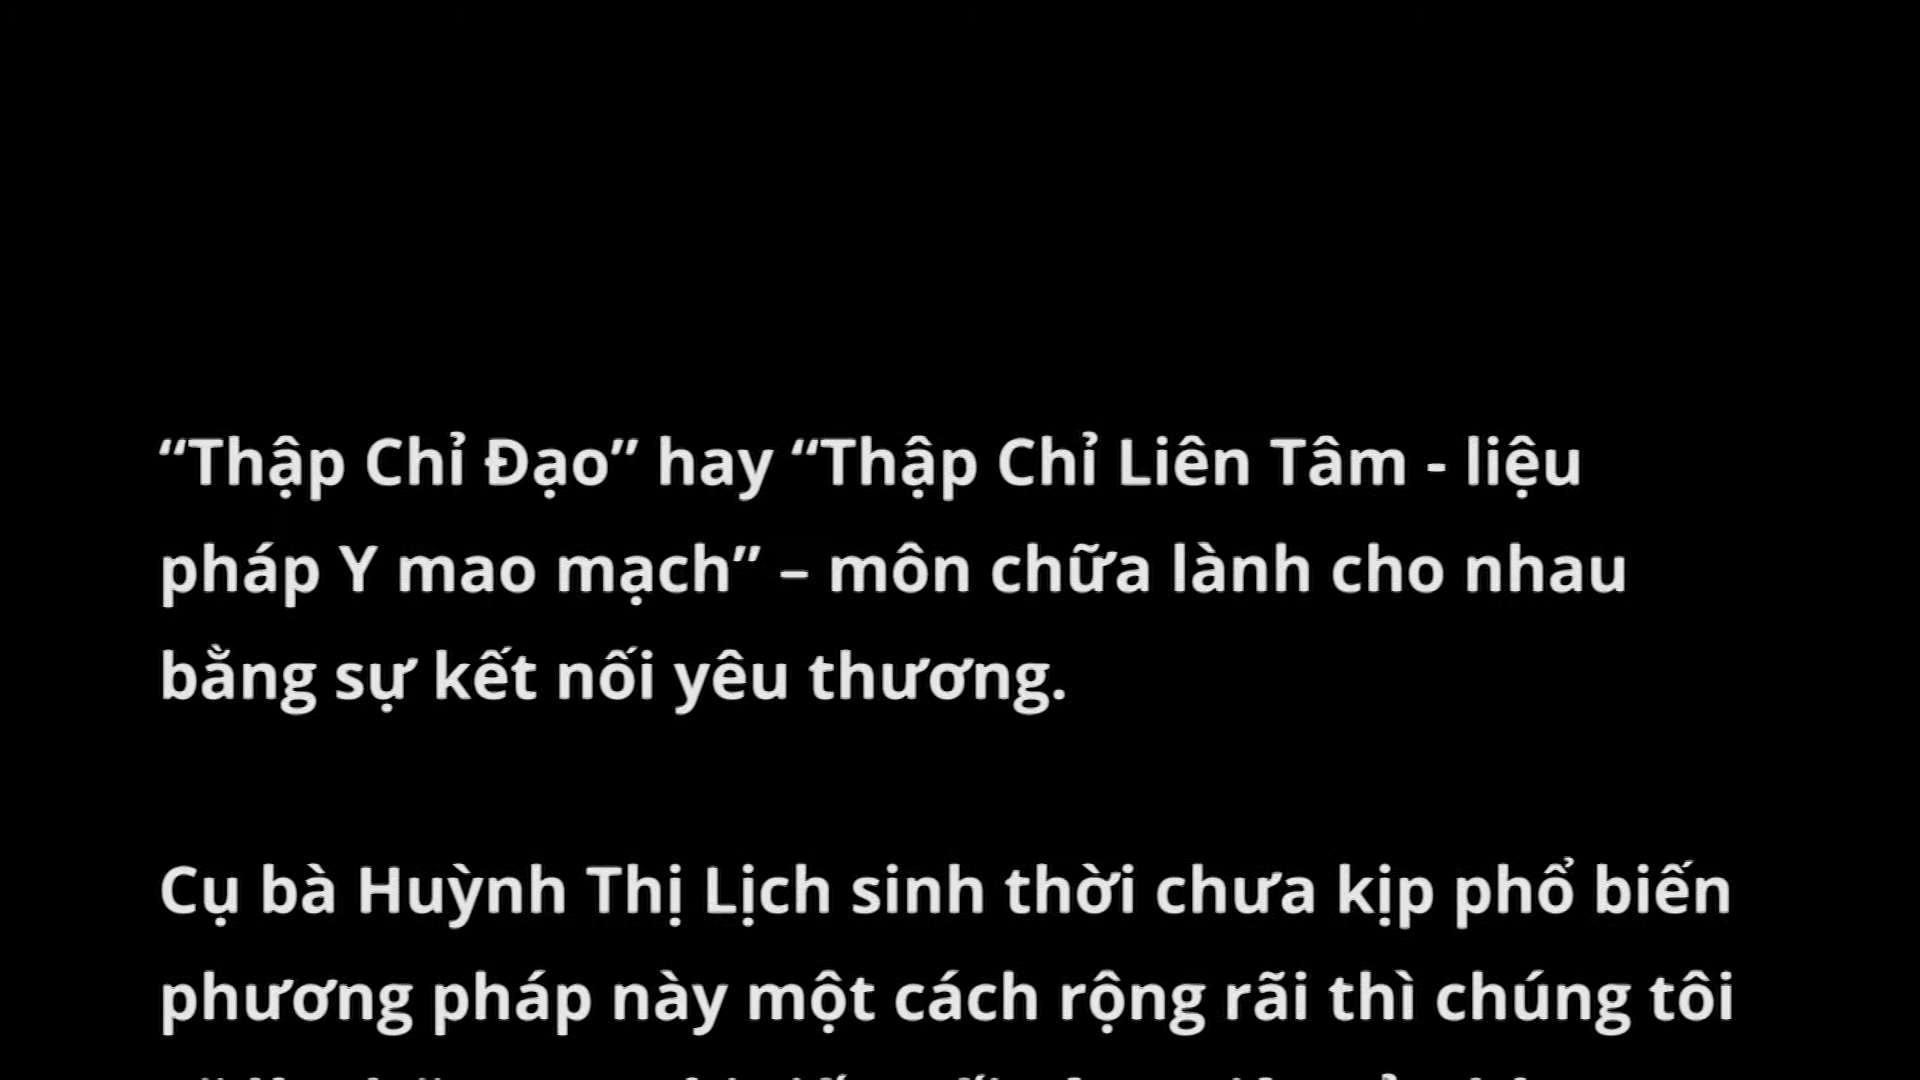 “Thập Chỉ Đạo” hay “Thập Chỉ Liên Tâm - liệu
pháp Y mao mạch” – môn chữa lành cho nhau
bằng sự kết nối yêu thương.
Cụ bà Huỳnh Thị Lịch sinh thời chưa kịp phổ biến
phương pháp này một cách rộng rãi thì chúng tôi